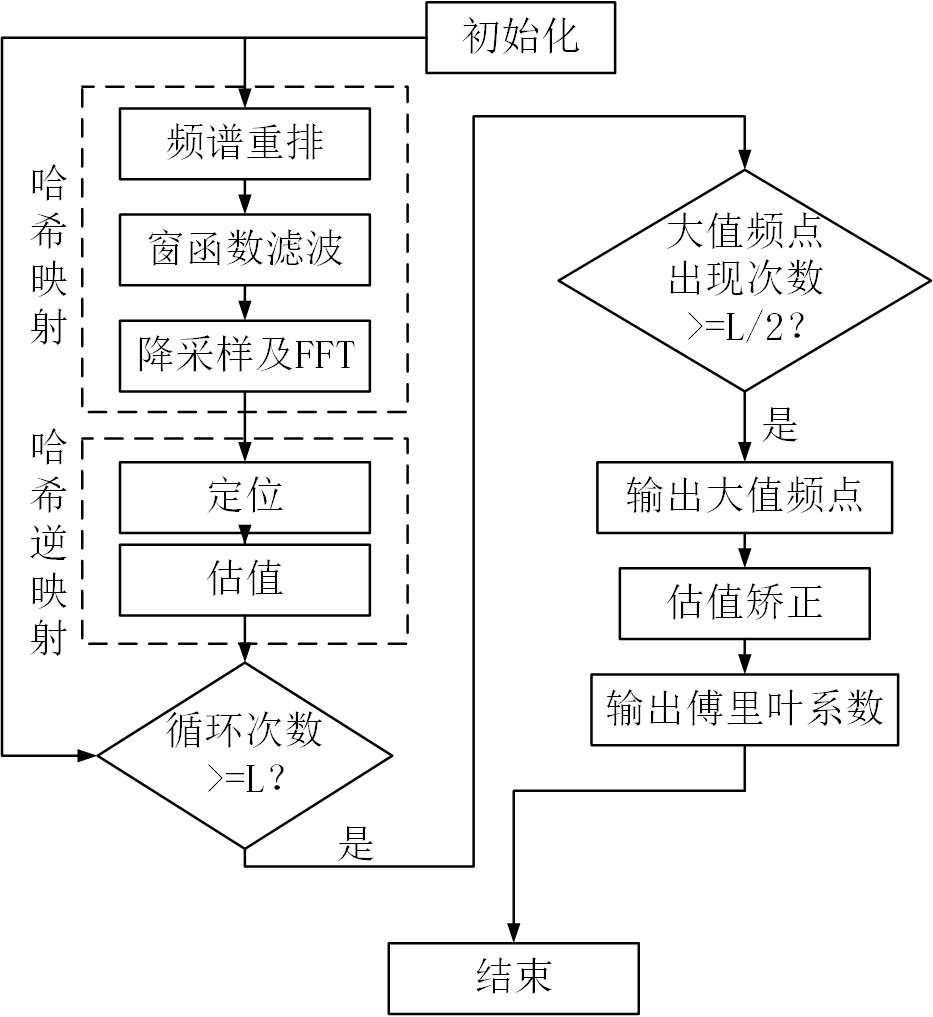 初始化
哈希映射
频谱重排
窗函数滤波
降采样及FFT
哈希逆映射
定位
估值
循环次数
>=L?
是
大值频点
出现次数
>=L/2?
是
输出大值频点
估值矫正
输出傅里叶系数
结束